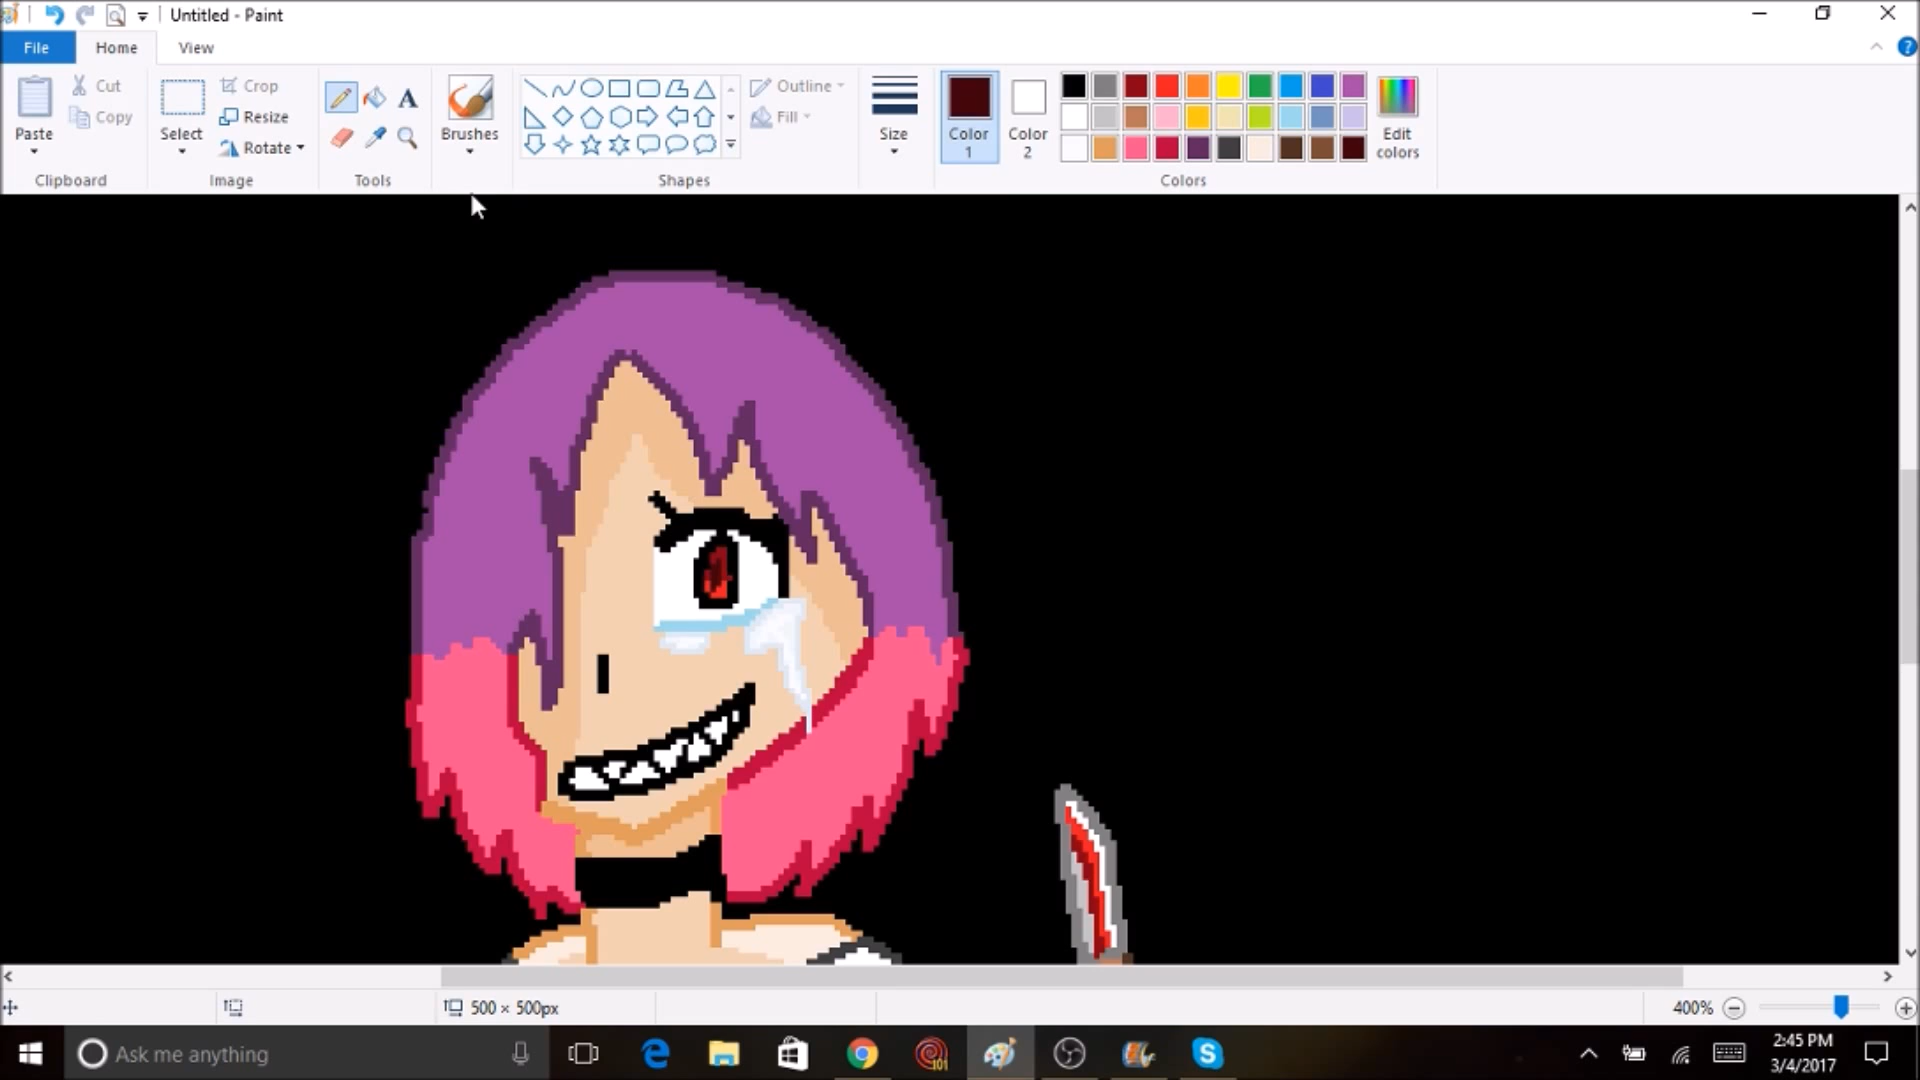 Untitled - Paint
File Home View
Paste
Cut
Copy
Clipboard
Select
Crop
Resize
Rotate
Image
A
Tools
Brushes
Outline
Fill
Shapes
Size
Color
1
Color
2
Edit
colors
Colors
500 × 500px
400%
Ask me anything
101
2:45 PM
3/4/2017